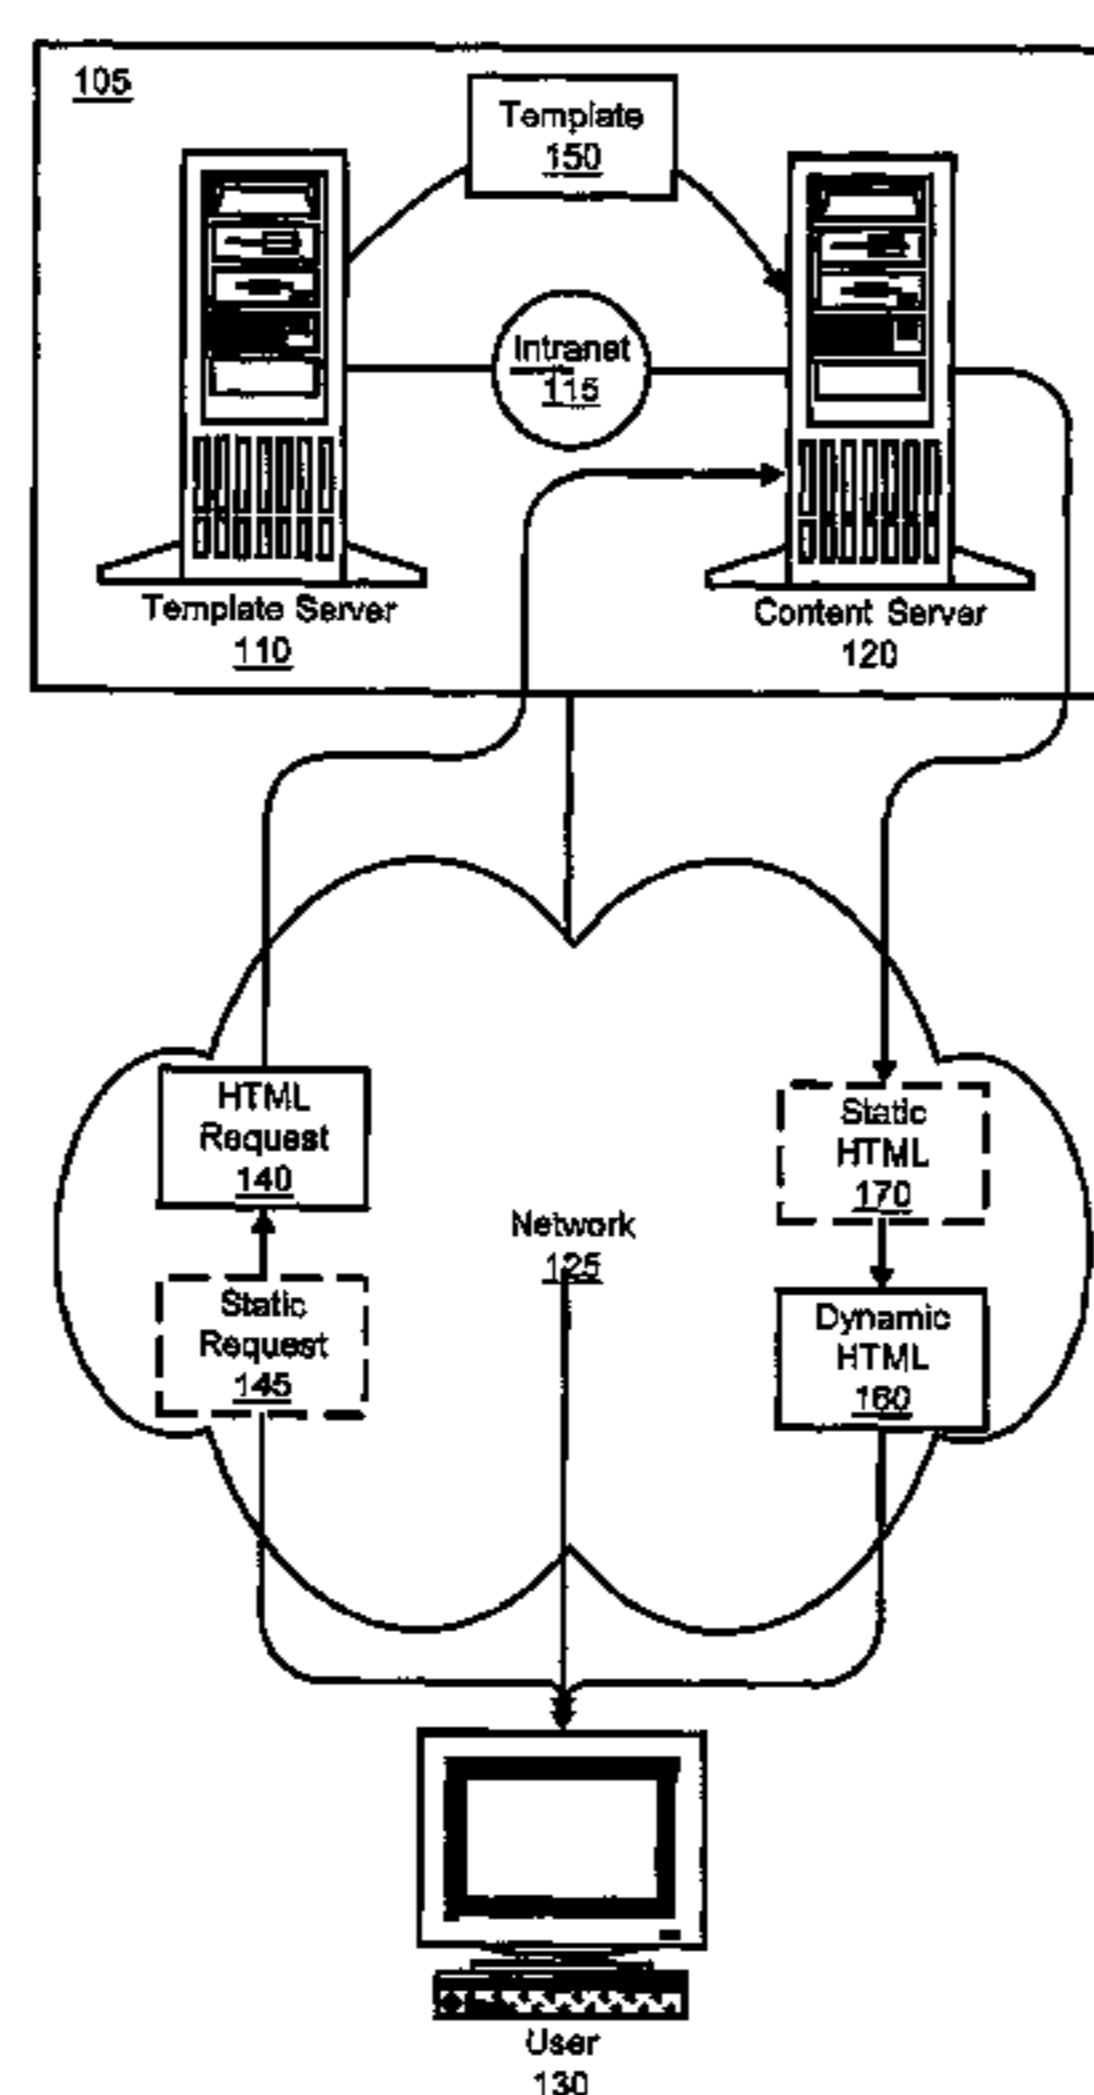 105
Template
150
Intranet
115
Template Server
110
Content Server
120
HTML
Request
140
Static
HTML
170
Network
125
Static
Request
145
Dynamic
HTML
160
User
130